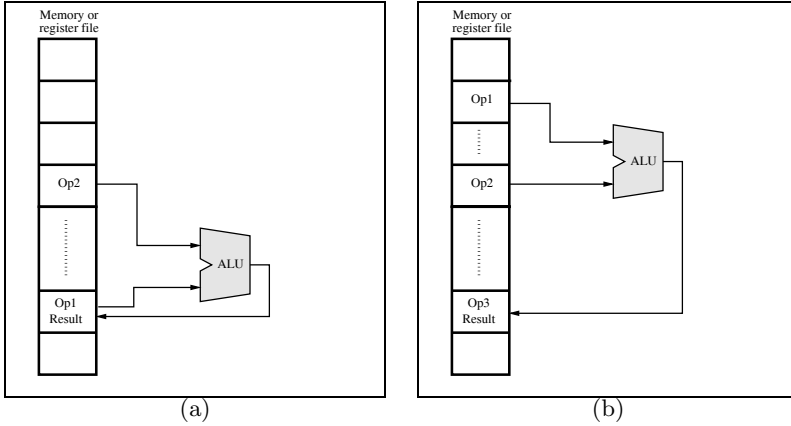 Memory or
register file
Op2
ALU
Op1
Result
(a)
Memory or
register file
Op1
ALU
Op2
Op3
Result
(b)